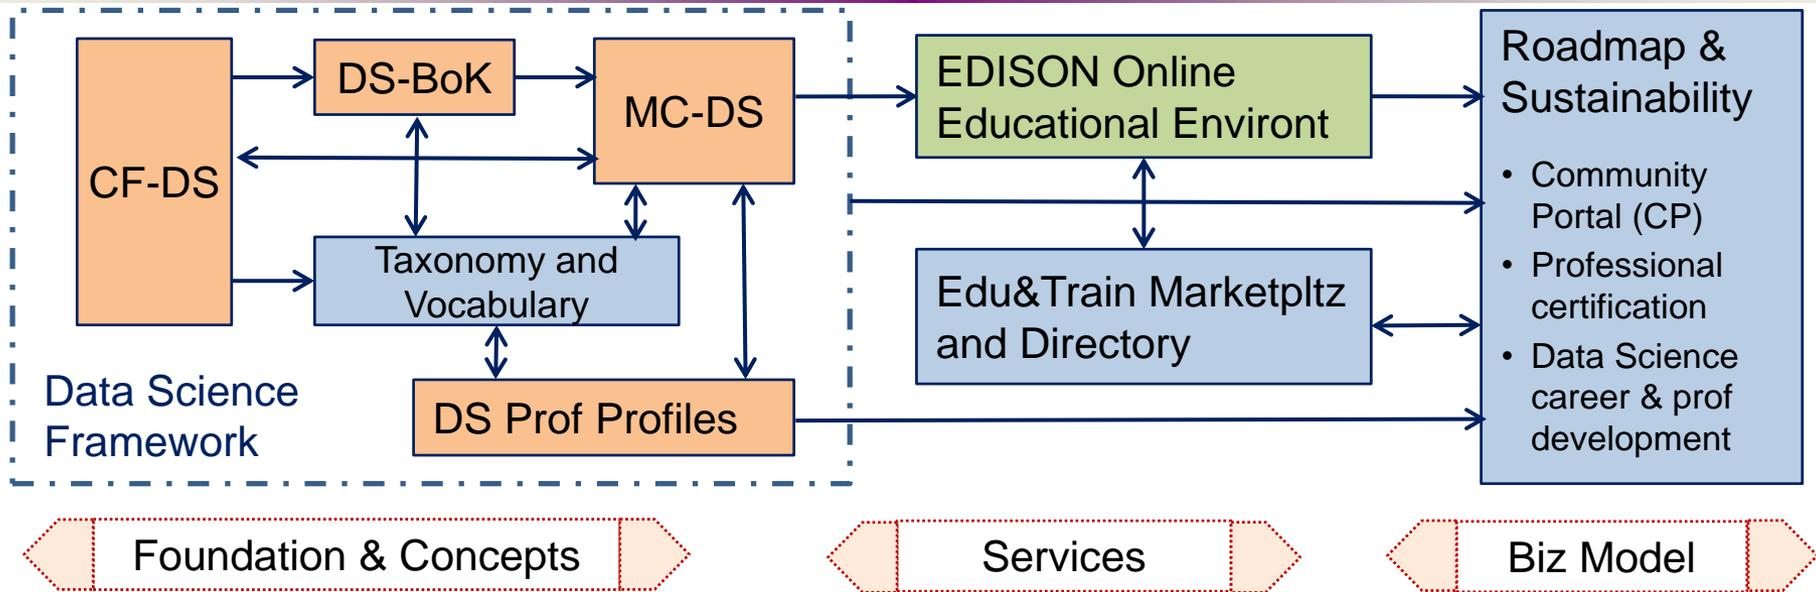 CF-DS
DS-BoK
MC-DS
Taxonomy and
Vocabulary
DS Prof Profiles
Data Science
Framework
EDISON Online
Educational Environt
Edu&Train Marketpltz
and Directory
Roadmap &
Sustainability
• Community
Portal (CP)
• Professional
certification
• Data Science
career & prof
development
Foundation & Concepts
Services
Biz Model